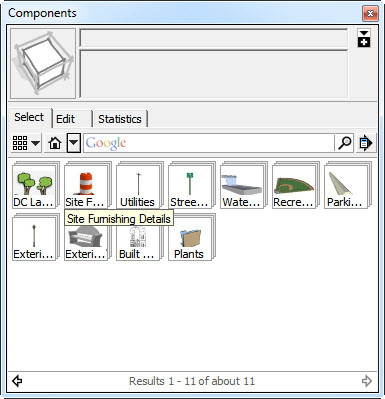 Components
Select Edit Statistics
Google
DC La... Site F... Utilities Stree... Wate... Recre... Parki...
Site Furnishing Details
Exteri... Exteri... Built ... Plants
Results 1 - 11 of about 11